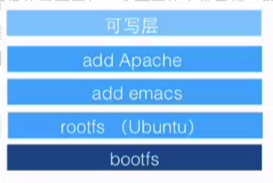 可写层
add Apache
add emacs
rootfs （Ubuntu）
bootfs